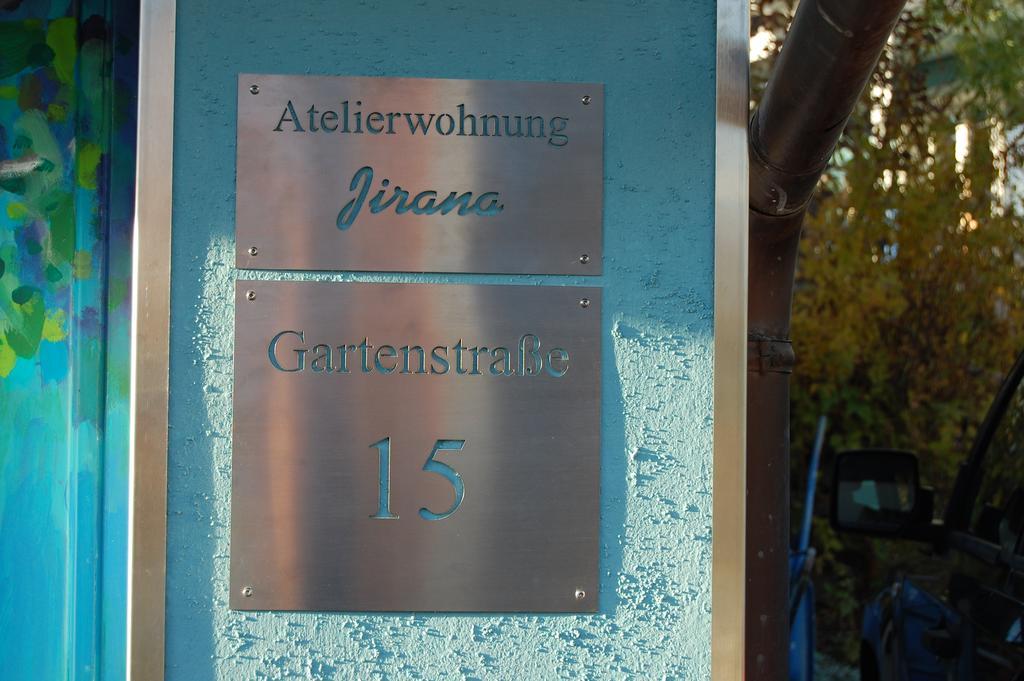 Atelierwohnung
Jirana
Gartenstraße
15